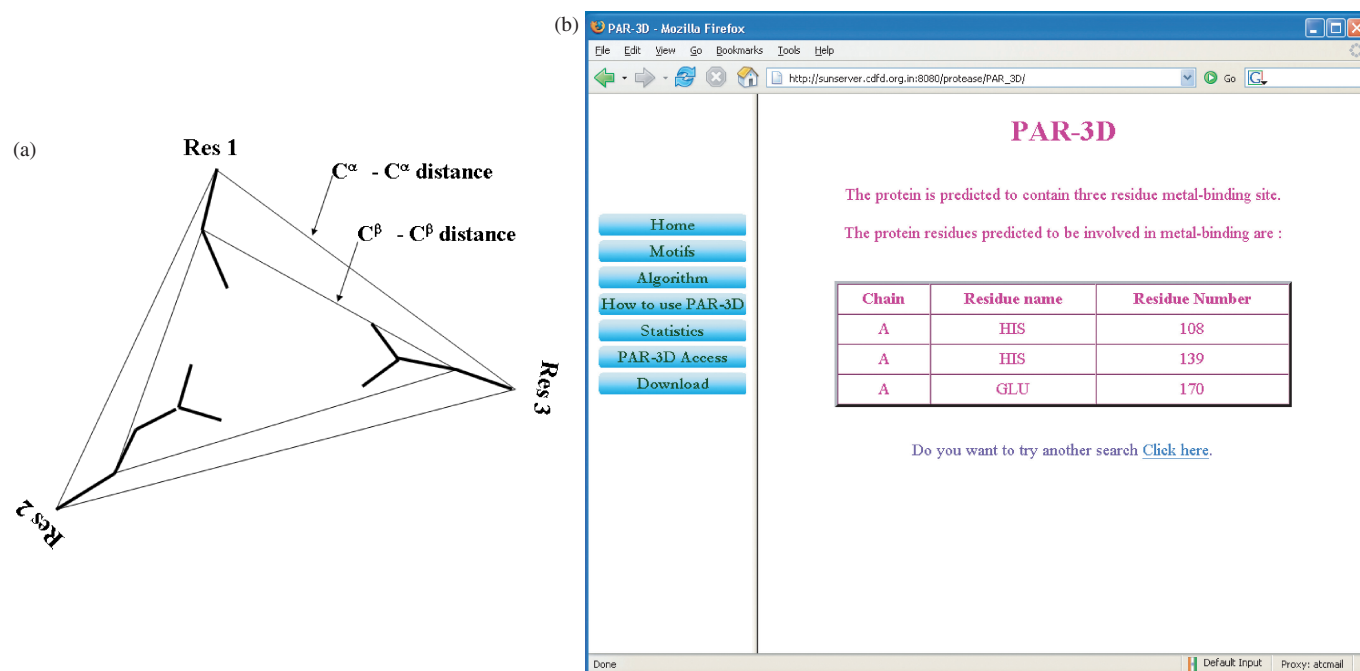 (a)
Res 1
Cα - Cα distance
Cβ - Cβ distance
Res 3
Res 2
(b)
PAR-3D - Mozilla Firefox
File Edit View Go Bookmarks Tools Help
http://sunserver.cdfd.org.in:8080/protease/PAR_3D/
Go
G
Home
Motifs
Algorithm
How to use PAR-3D
Statistics
PAR-3D Access
Download
PAR-3D
The protein is predicted to contain three residue metal-binding site.
The protein residues predicted to be involved in metal-binding are :
Chain Residue name Residue Number
A HIS 108
A HIS 139
A GLU 170
Do you want to try another search Click here.
Done
Default Input Proxy: atcmail